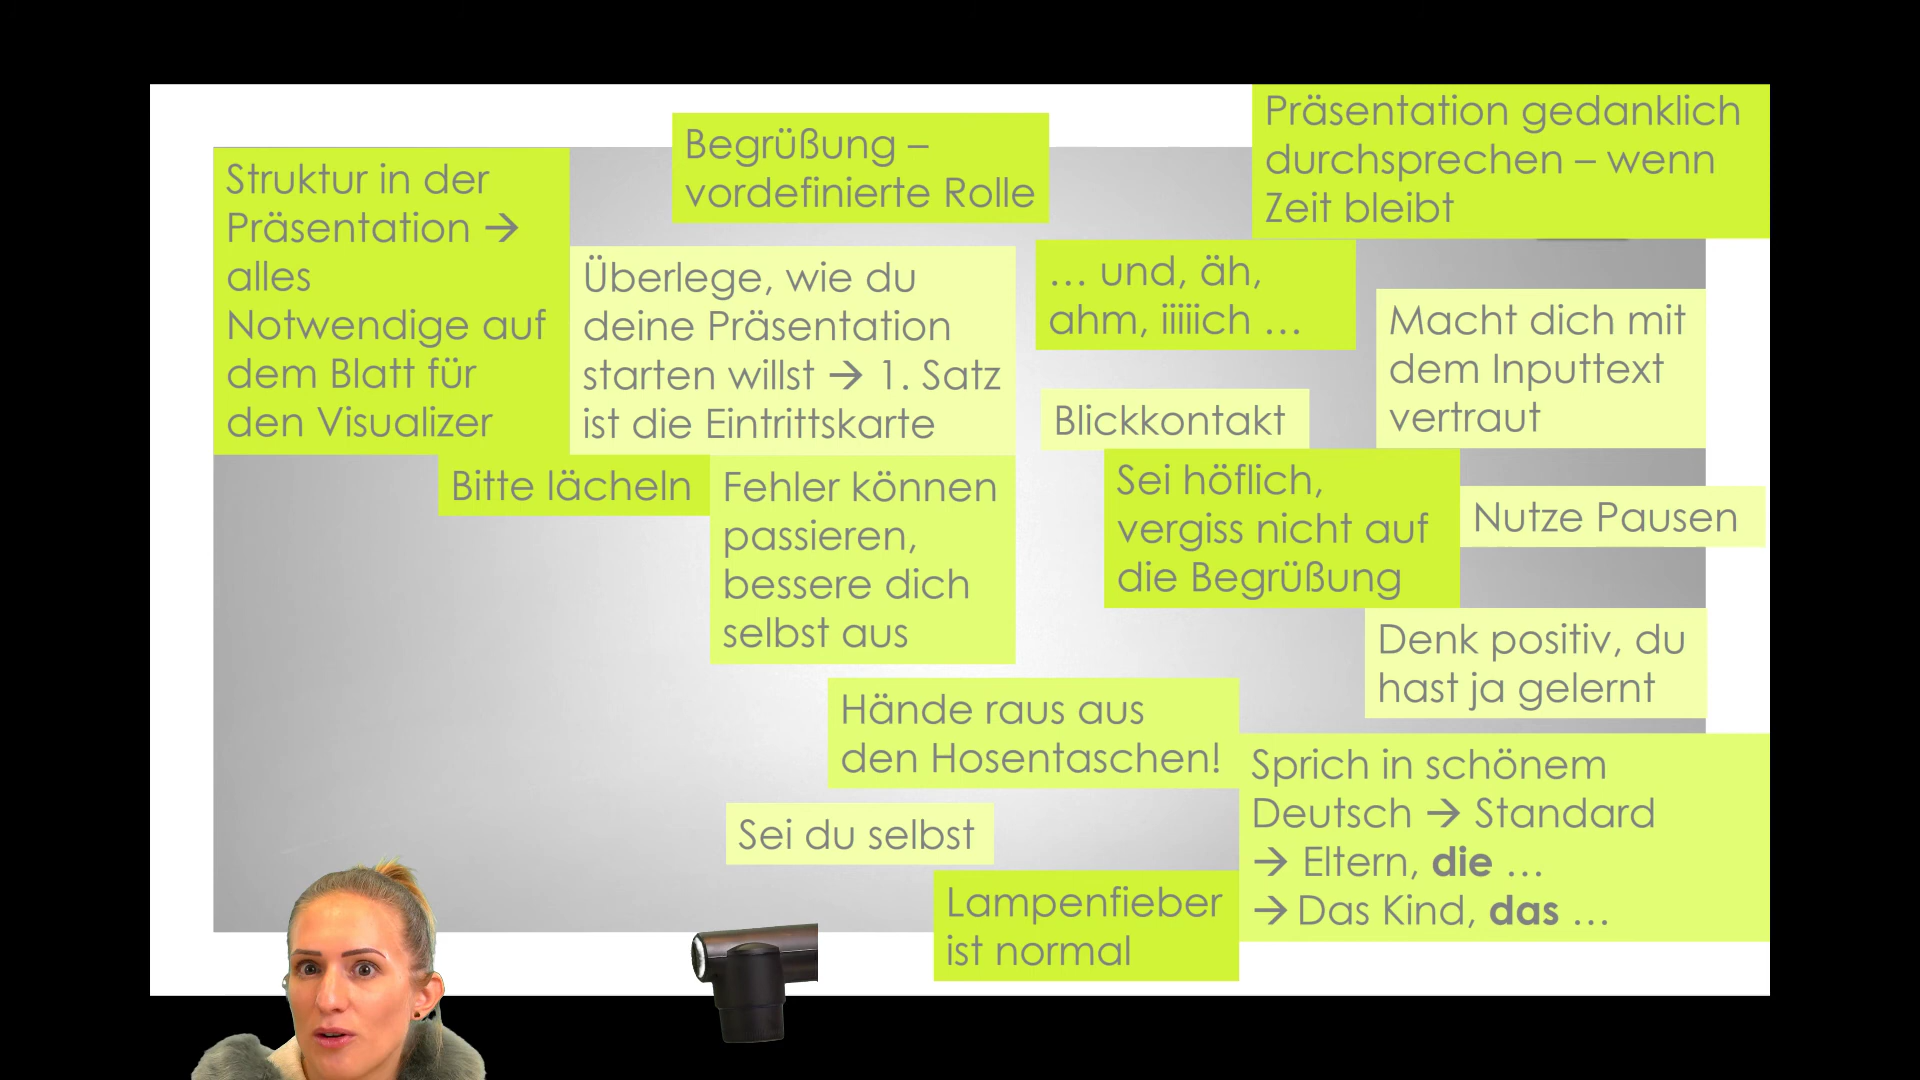 Struktur in der
Präsentation →
alles
Notwendige auf
dem Blatt für
den Visualizer
Begrüßung –
vordefinierte Rolle
Präsentation gedanklich
durchsprechen – wenn
Zeit bleibt
Überlege, wie du
deine Präsentation
starten willst → 1. Satz
ist die Eintrittskarte
… und, äh,
ahm, iiiiich …
Macht dich mit
dem Inputtext
vertraut
Blickkontakt
Bitte lächeln
Fehler können
passieren,
bessere dich
selbst aus
Sei höflich,
vergiss nicht auf
die Begrüßung
Nutze Pausen
Denk positiv, du
hast ja gelernt
Hände raus aus
den Hosentaschen!
Sprich in schönem
Deutsch → Standard
→ Eltern, die …
→ Das Kind, das …
Sei du selbst
Lampenfieber
ist normal